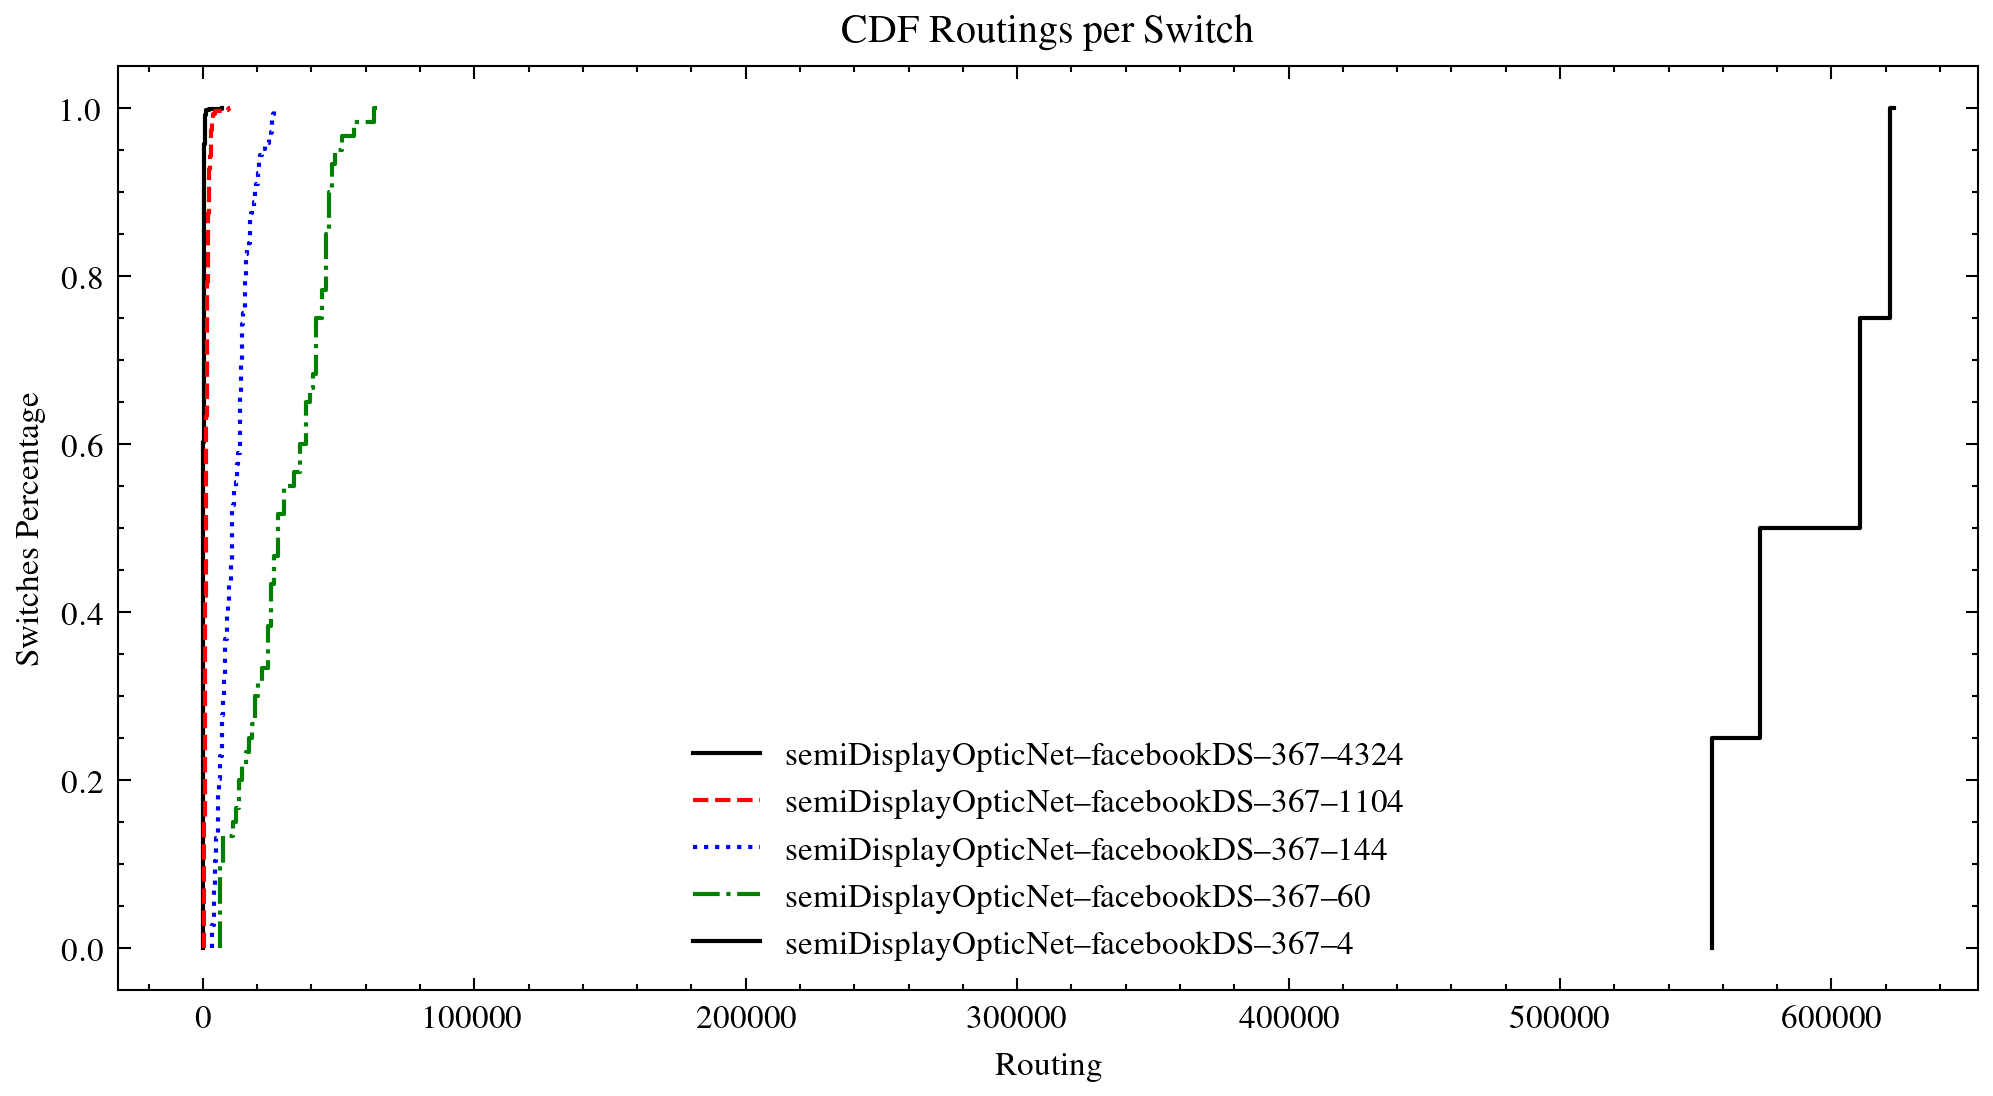 CDF Routings per Switch
1.0
0.8
0.6
0.4
0.2
0.0
Switches Percentage
semiDisplayOpticNet–facebookDS–367–4324
semiDisplayOpticNet–facebookDS–367–1104
semiDisplayOpticNet–facebookDS–367–144
semiDisplayOpticNet–facebookDS–367–60
semiDisplayOpticNet–facebookDS–367–4
0 100000 200000 300000 400000 500000 600000
Routing